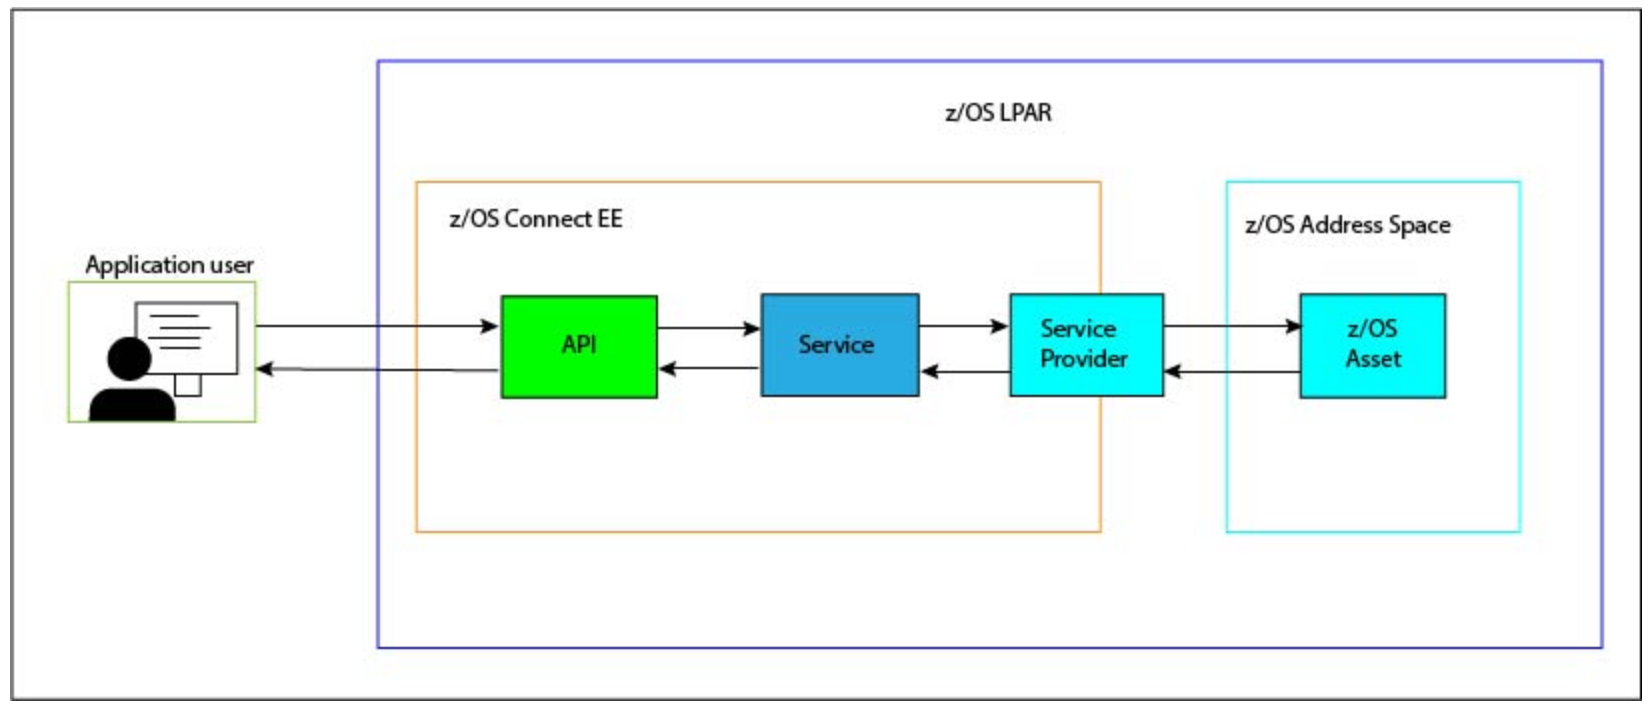 z/OS LPAR
z/OS Connect EE
z/OS Address Space
Application user
API
Service
Service
Provider
z/OS
Asset